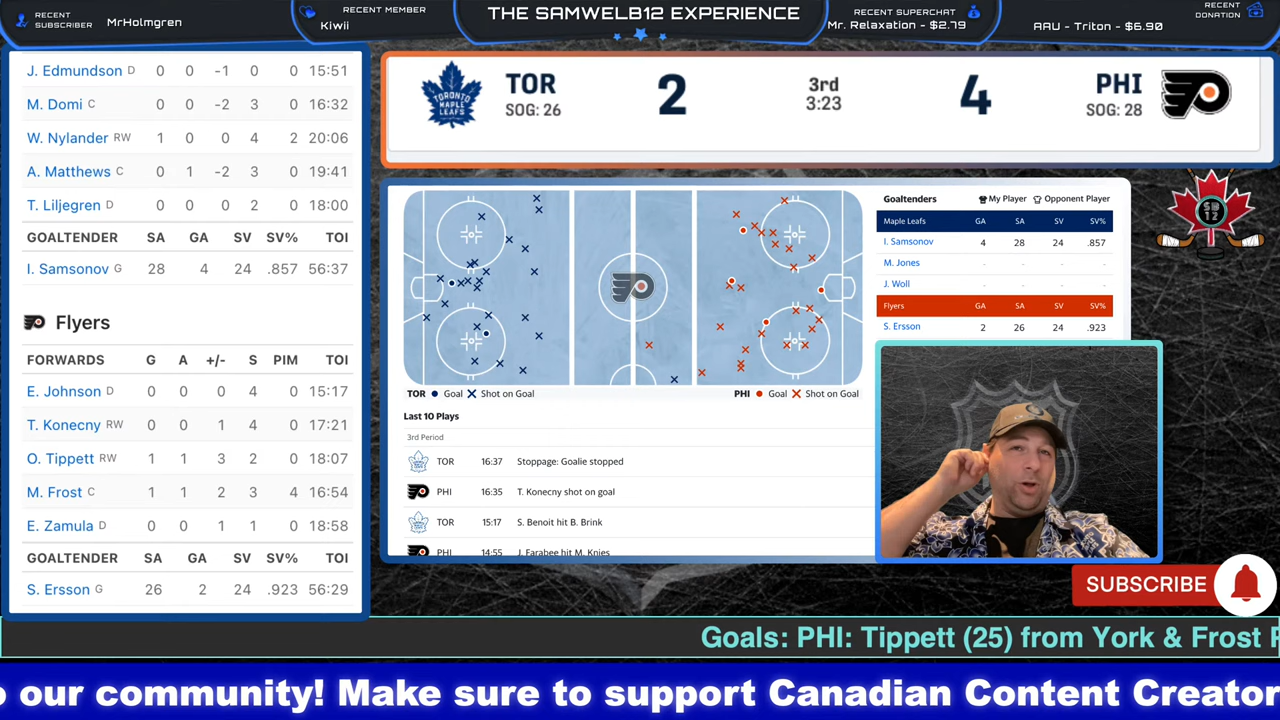 RECENT SUBSCRIBER
MrHolmgren
RECENT MEMBER
Kiwii
THE SAMWELB12 EXPERIENCE
RECENT SUPERCHAT
Mr. Relaxation - $2.79
RECENT DONATION
AAU - Triton - $6.90
J. Edmundson D 0 0 -1 0 0 15:51
M. Domi C 0 0 -2 3 0 16:32
W. Nylander RW 1 0 0 4 2 20:06
A. Matthews C 0 1 -2 3 0 19:41
T. Liljegren D 0 0 0 2 0 18:00
GOALTENDER SA GA SV SV% TOI
I. Samsonov G 28 4 24 .857 56:37
Flyers
FORWARDS G A +/- S PIM TOI
E. Johnson D 0 0 0 4 0 15:17
T. Konecny RW 0 0 1 4 0 17:21
O. Tippett RW 1 1 3 2 0 18:07
M. Frost C 1 1 2 3 4 16:54
E. Zamula D 0 0 1 1 0 18:58
GOALTENDER SA GA SV SV% TOI
S. Ersson G 26 2 24 .923 56:29
TORONTO MAPLE LEAFS
TOR 2 3rd 4 PHI
SOG: 26 3:23 SOG: 28
Goaltenders My Player Opponent Player
Maple Leafs GA SA SV SV%
I. Samsonov 4 28 24 .857
M. Jones - - - -
J. Woll - - - -
Flyers GA SA SV SV%
S. Ersson 2 26 24 .923
TOR Goal Shot on Goal
PHI Goal Shot on Goal
Last 10 Plays
3rd Period
TOR 16:37 Stoppage: Goalie stopped
PHI 16:35 T. Konecny shot on goal
TOR 15:17 S. Benoit hit B. Brink
PHI 14:55 J. Farabee hit M. Knies
SB
12
SUBSCRIBE
Goals: PHI: Tippett (25) from York & Frost
o our community! Make sure to support Canadian Content Creator